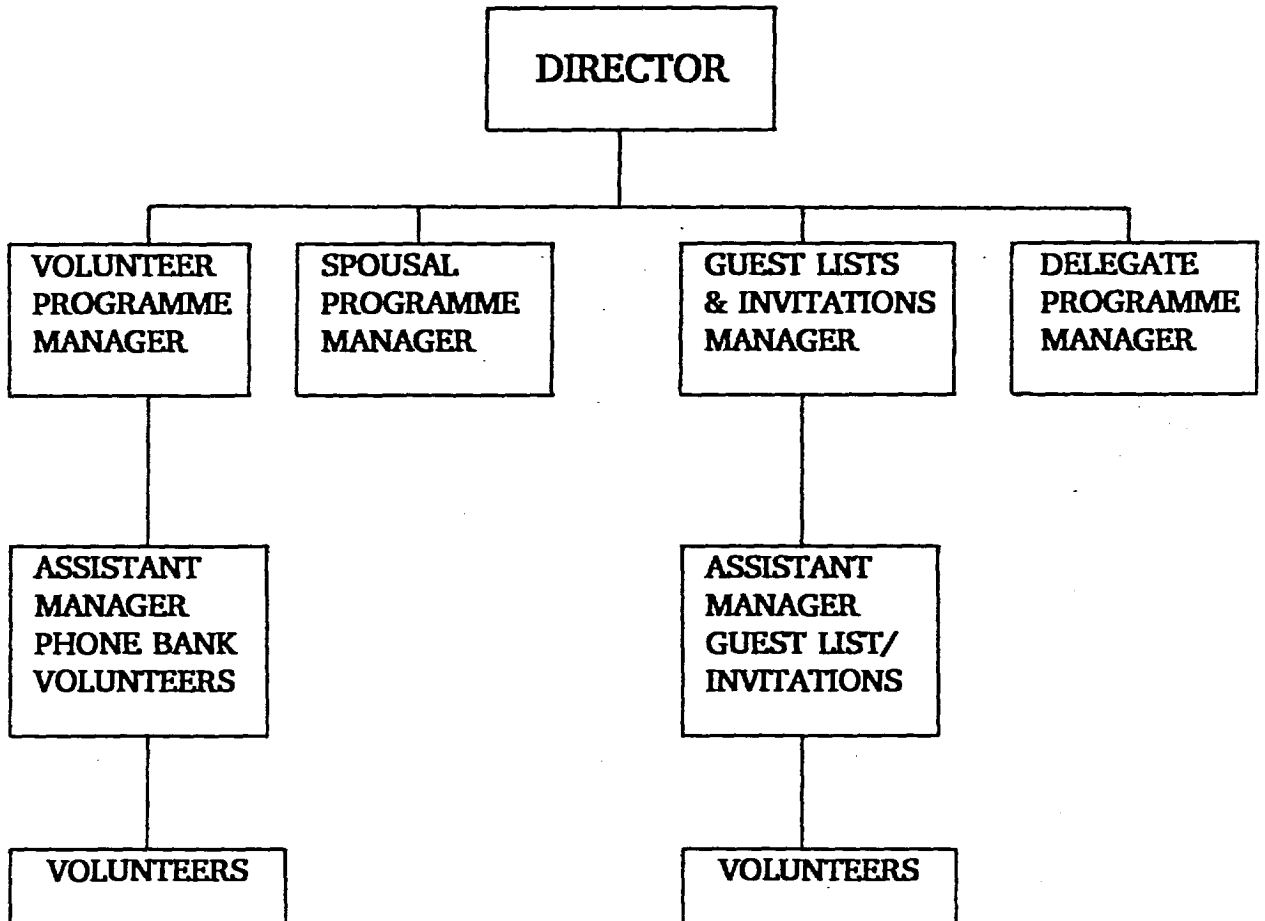 DIRECTOR
VOLUNTEER
PROGRAMME
MANAGER
SPOUSAL
PROGRAMME
MANAGER
GUEST LISTS
& INVITATIONS
MANAGER
DELEGATE
PROGRAMME
MANAGER
ASSISTANT
MANAGER
PHONE BANK
VOLUNTEERS
ASSISTANT
MANAGER
GUEST LIST/
INVITATIONS
VOLUNTEERS
VOLUNTEERS